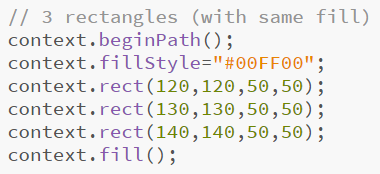 // 3 rectangles (with same fill)
context.beginPath();
context.fillStyle="#00FF00";
context.rect(120,120,50,50);
context.rect(130,130,50,50);
context.rect(140,140,50,50);
context.fill();